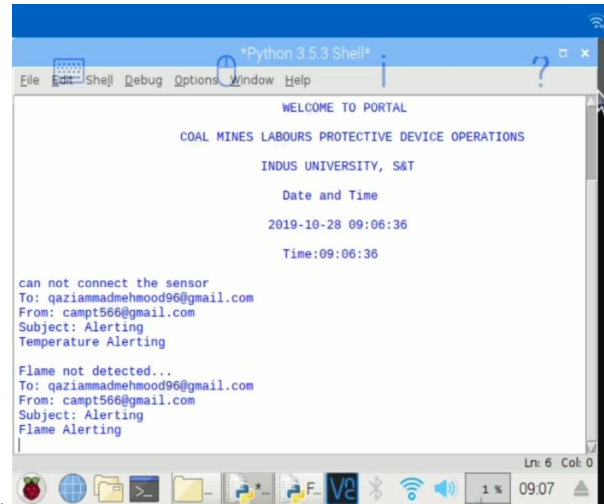 *Python 3.5.3 Shell*
File Edit Shell Debug Options Window Help
WELCOME TO PORTAL
COAL MINES LABOURS PROTECTIVE DEVICE OPERATIONS
INDUS UNIVERSITY, S&T
Date and Time
2019-10-28 09:06:36
Time:09:06:36
can not connect the sensor
To: qaziammadmehmood96@gmail.com
From: campt566@gmail.com
Subject: Alerting
Temperature Alerting
Flame not detected...
To: qaziammadmehmood96@gmail.com
From: campt566@gmail.com
Subject: Alerting
Flame Alerting
Ln: 6 Col: 0
... *... F... V2 1 % 09:07